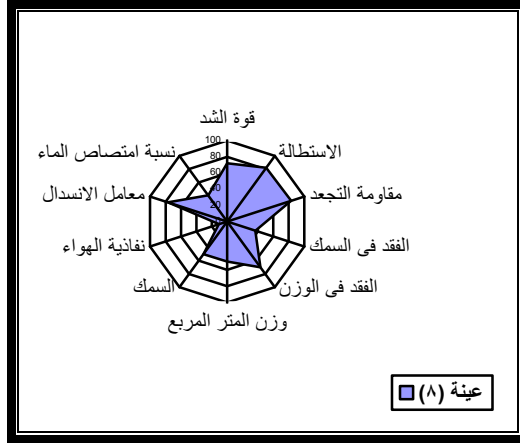 قوة الشد
الاستطالة
مقاومة التجعد
الفقد فى السمك
الفقد فى الوزن
وزن المتر المربع
السمك
نفاذية الهواء
معامل الانسدال
نسبة امتصاص الماء
100
80
60
40
20
0
عينة (٨)